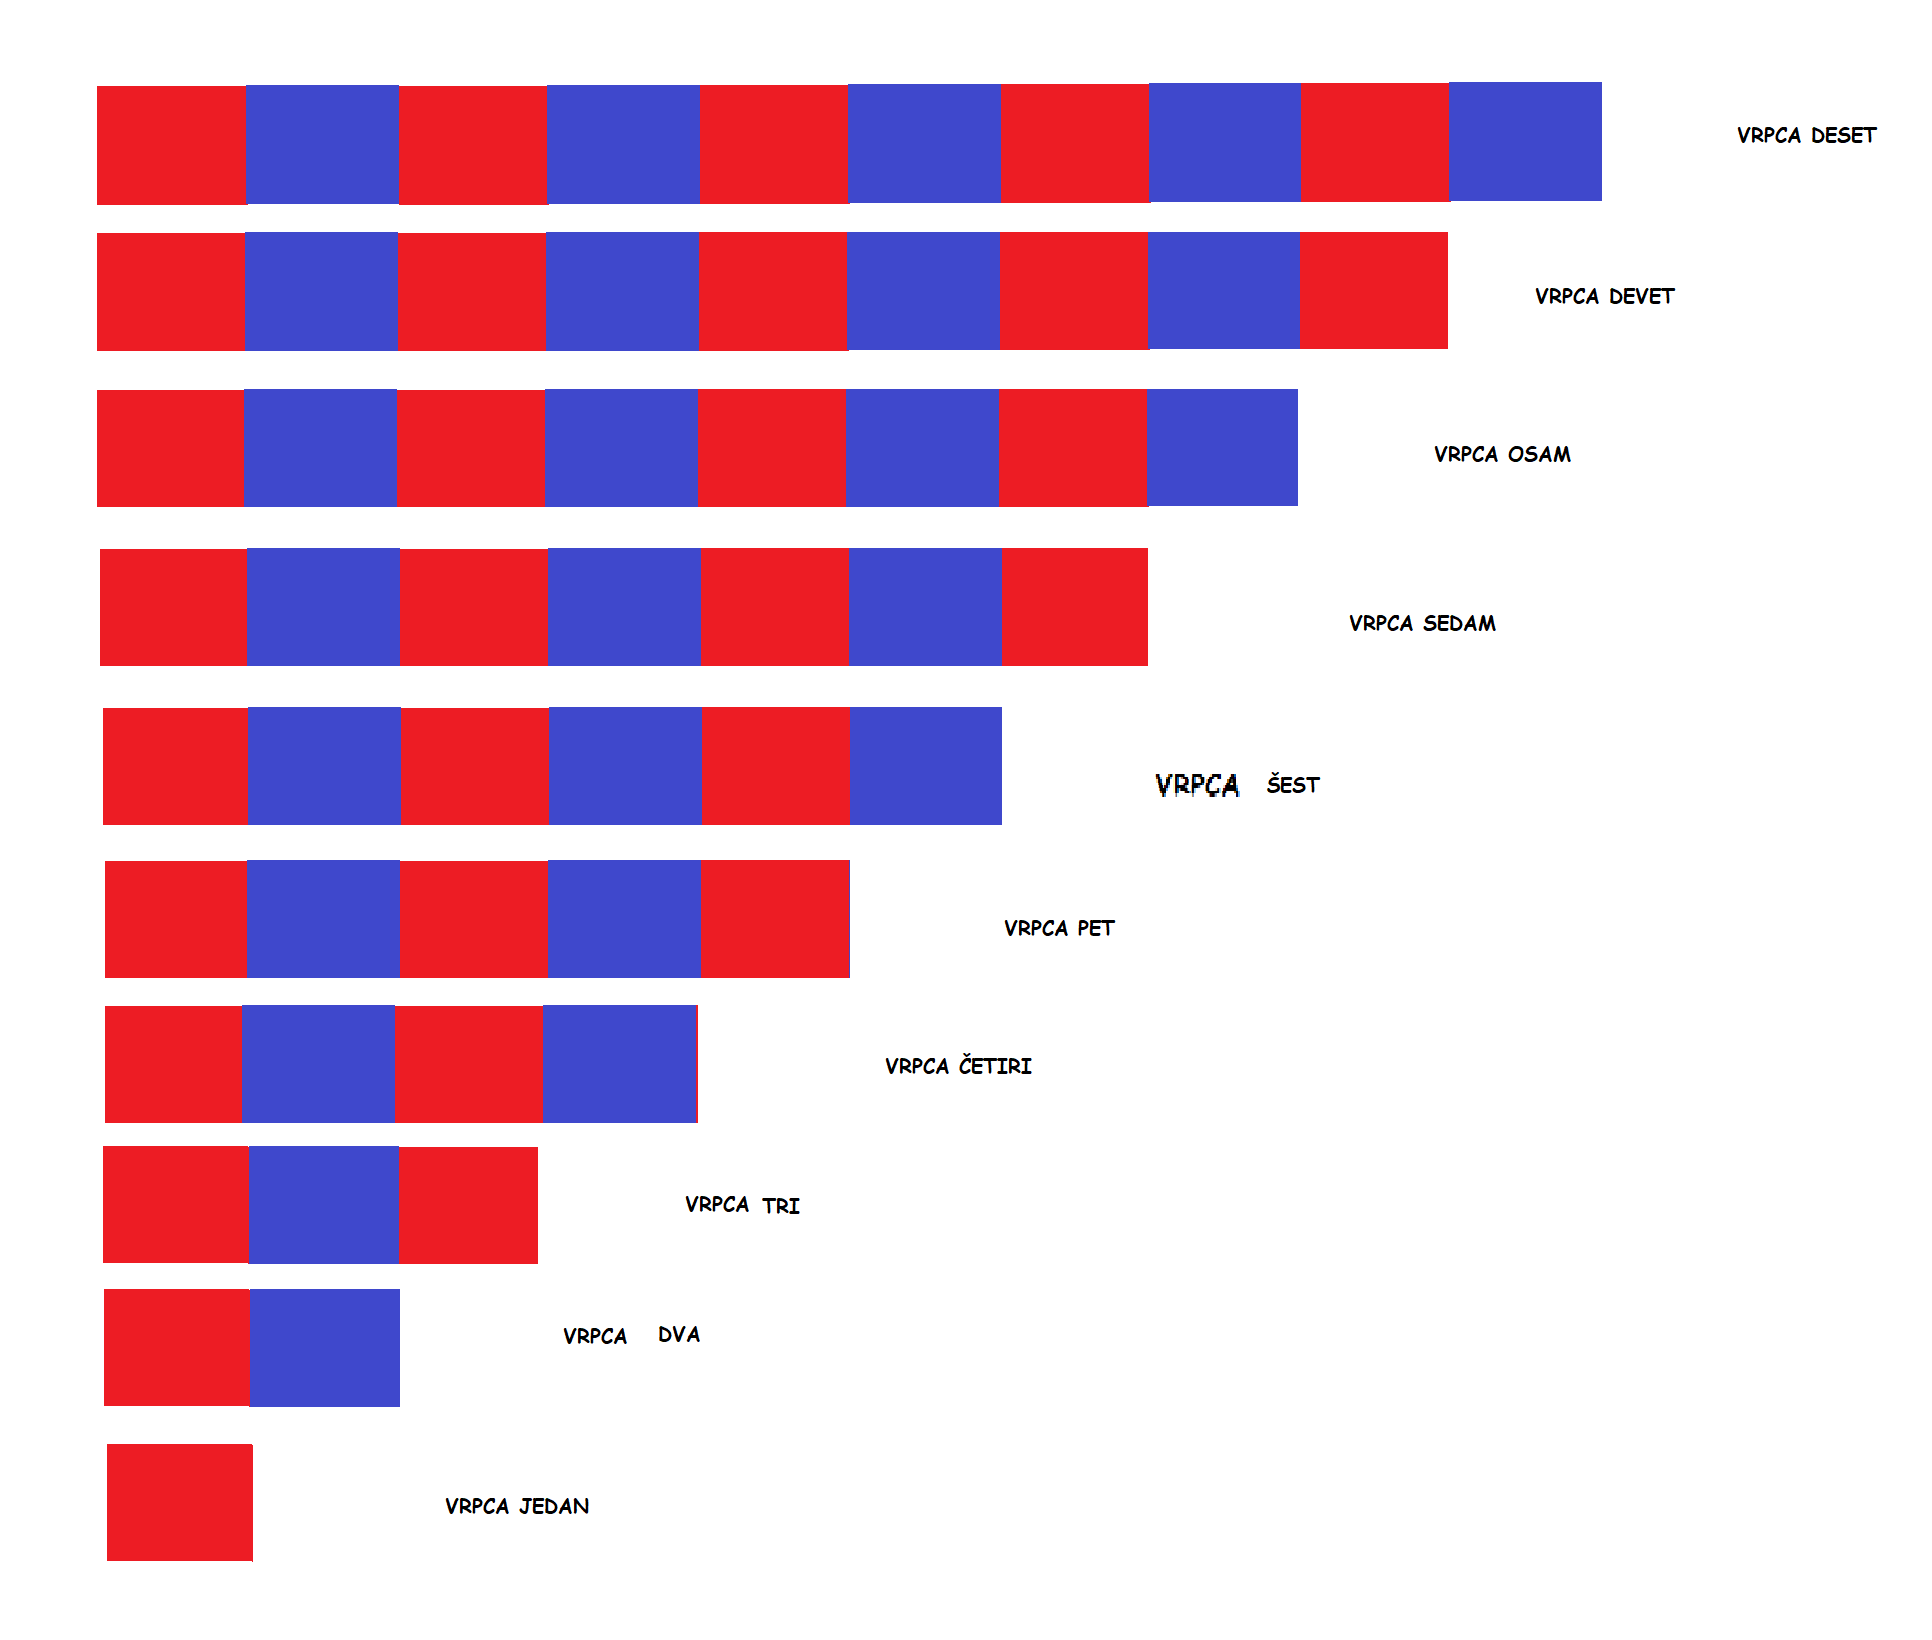 VRPCA DESET
VRPCA DEVET
VRPCA OSAM
VRPCA SEDAM
VRPCA ŠEST
VRPCA PET
VRPCA ČETIRI
VRPCA TRI
VRPCA DVA
VRPCA JEDAN